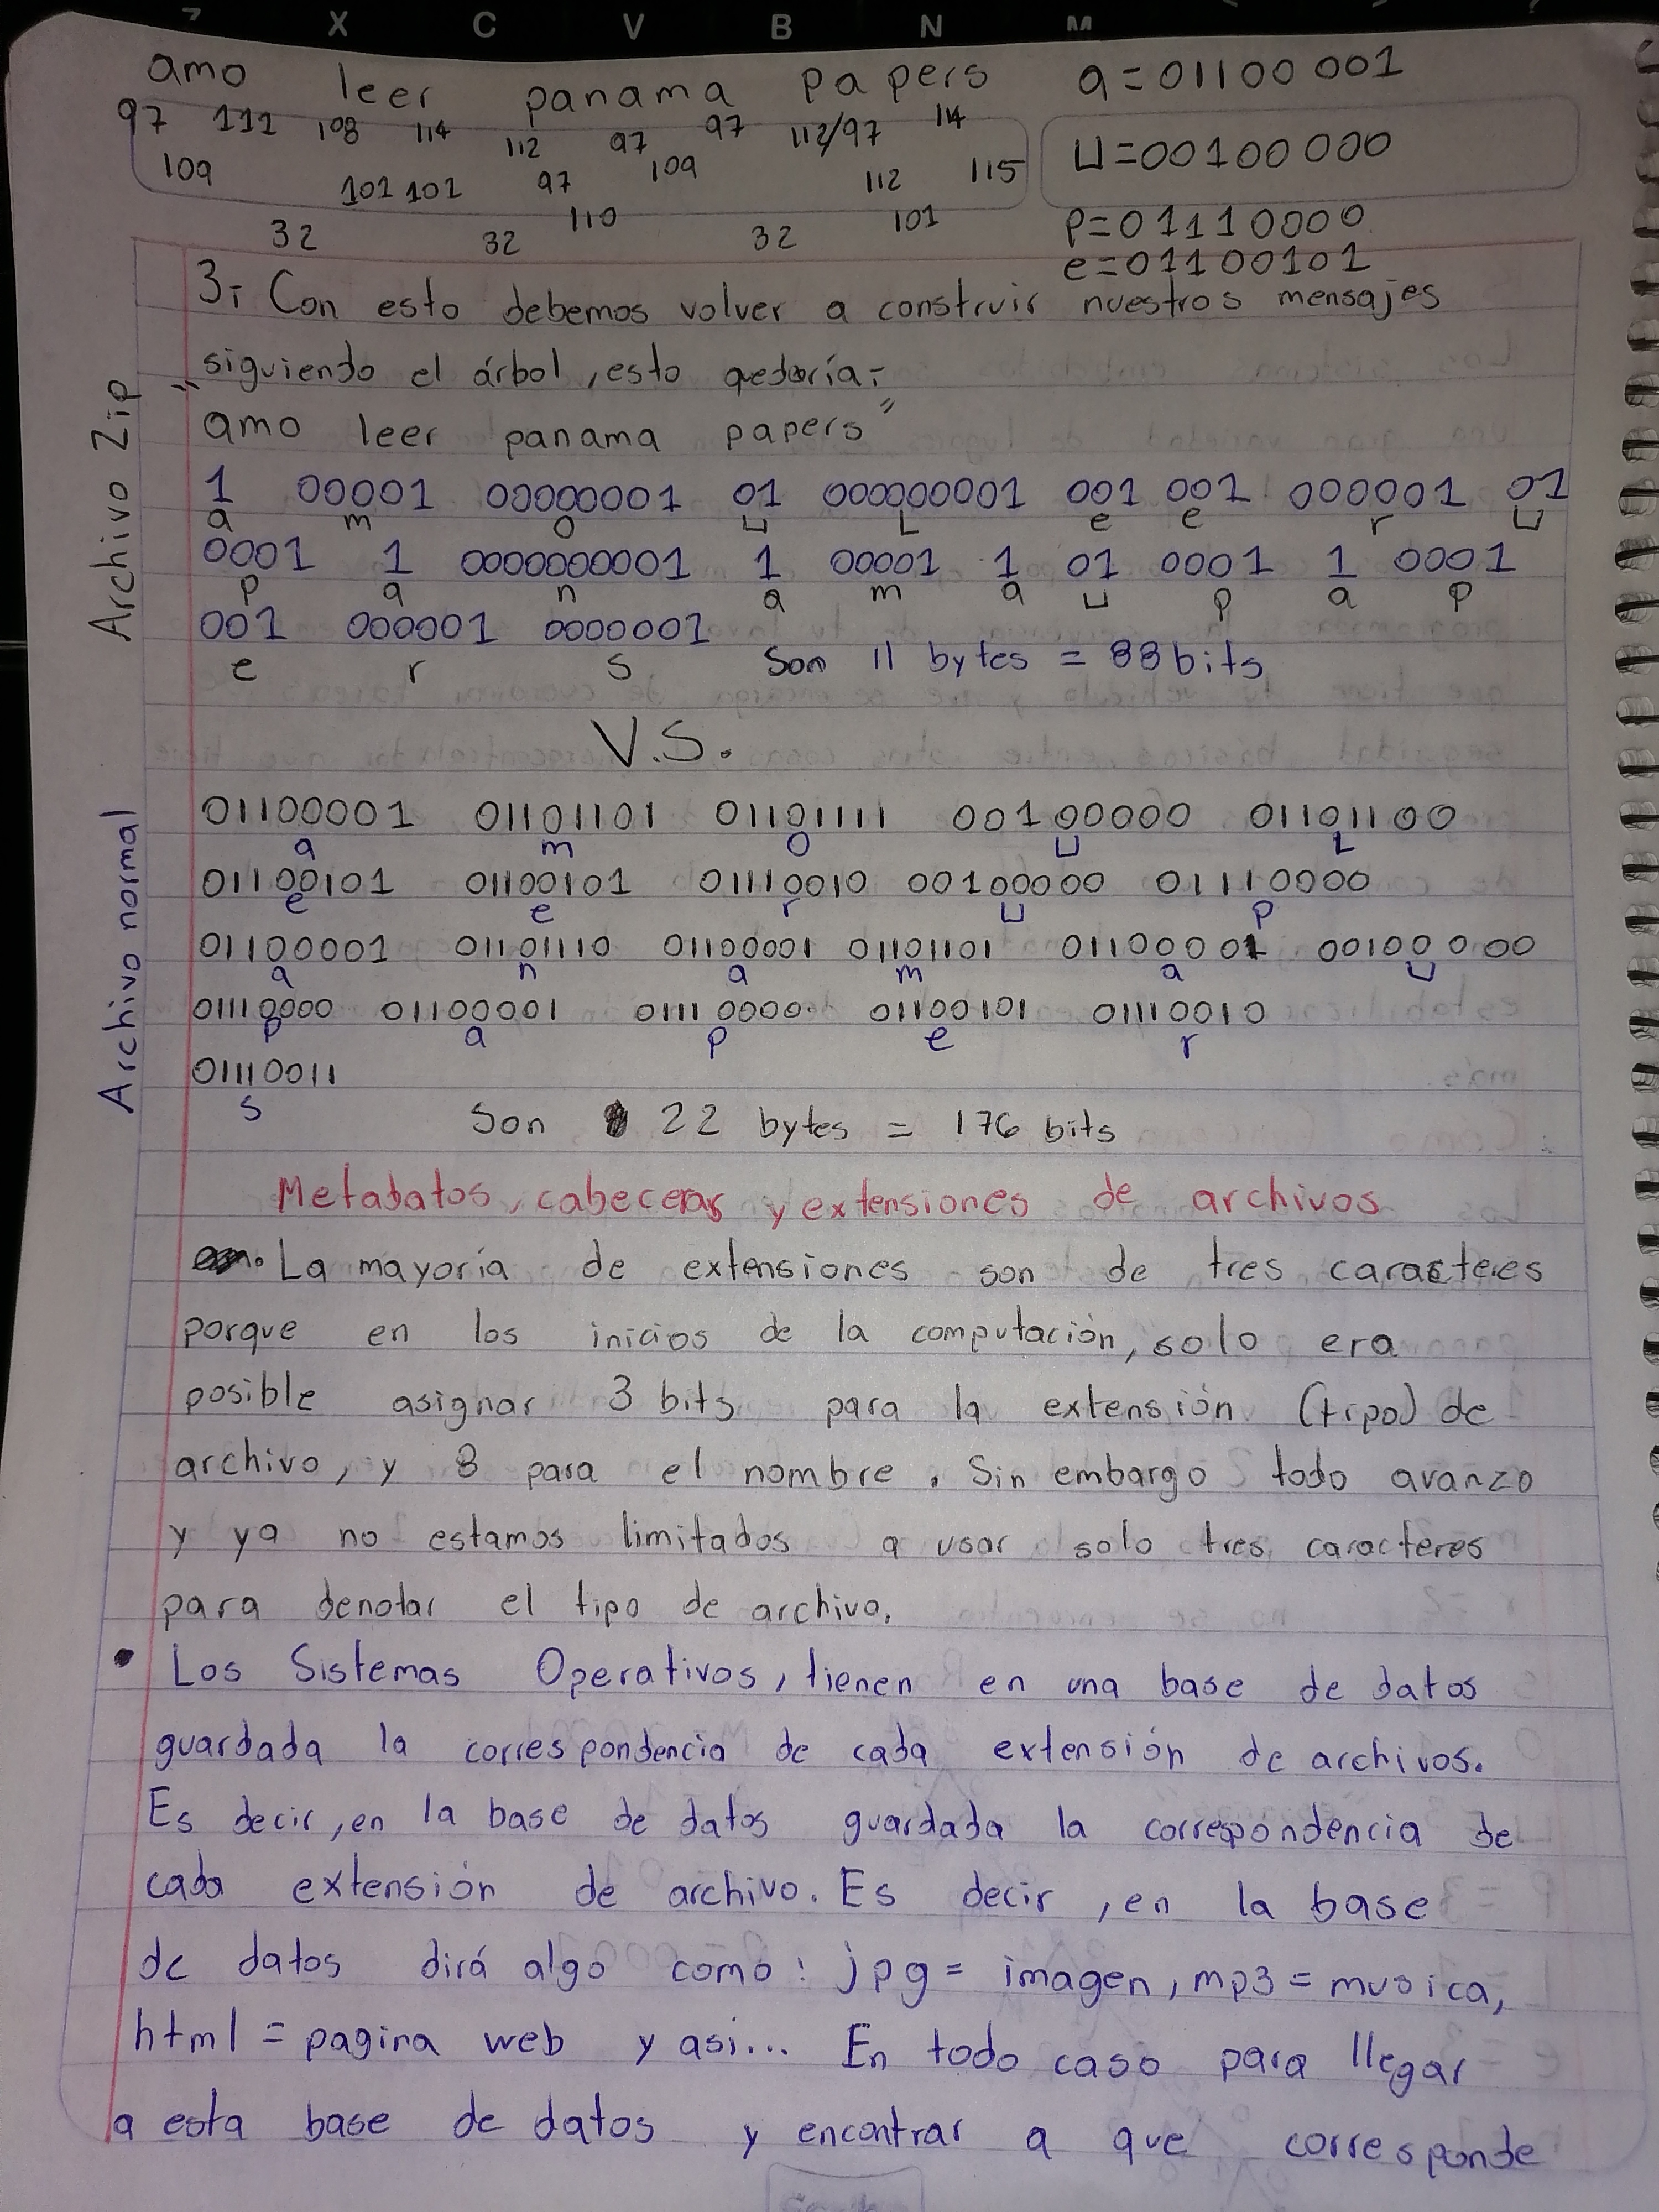 Z X C V B N M
amo leer panama papers a=01100001
97 111 108 114 112 97 97 112/97 114
109 101 101 97 109 112 115 ⊔=00100000
32 32 110 32 101 p=01110000
e=01100101
3.- Con esto debemos volver a construir nuestros mensajes
siguiendo el árbol, esto qedaría:
"amo leer panama papers"
Archivo Zip
1 00001 00000001 01 000000001 001 001 000001 01
a m o ⊔ L e e r ⊔
0001 1 0000000001 1 00001 1 01 0001 1 0001
p a n a m a ⊔ p a p
001 000001 0000001
e r s Son 11 bytes = 88 bits
V.S.
Archivo normal
01100001 01101101 01101111 00100000 01101100
a m o ⊔ L
01100101 01100101 01110010 00100000 01110000
e e r ⊔ p
01100001 01101110 01100001 01101101 01100001 00100000
a n a m a ⊔
01110000 01100001 01110000 01100101 01110010
p a p e r
01110011
s Son 22 bytes = 176 bits
Metadatos, cabeceras y extensiones de archivos
. La mayoría de extensiones son de tres caracteres
porque en los inicios de la computación, solo era
posible asignar 3 bits para la extensión (tipo) de
archivo, y 8 para el nombre. Sin embargo todo avanzo
y ya no estamos limitados a usar solo tres caracteres
para denotar el tipo de archivo.
• Los Sistemas Operativos, tienen en una base de datos
guardada la correspondencia de cada extensión de archivos.
Es decir, en la base de datos guardada la correspondencia de
cada extensión de archivo. Es decir, en la base
de datos dirá algo como: jpg = imagen, mp3 = musica,
html = pagina web y asi... En todo caso para llegar
a esta base de datos y encontrar a que corresponde